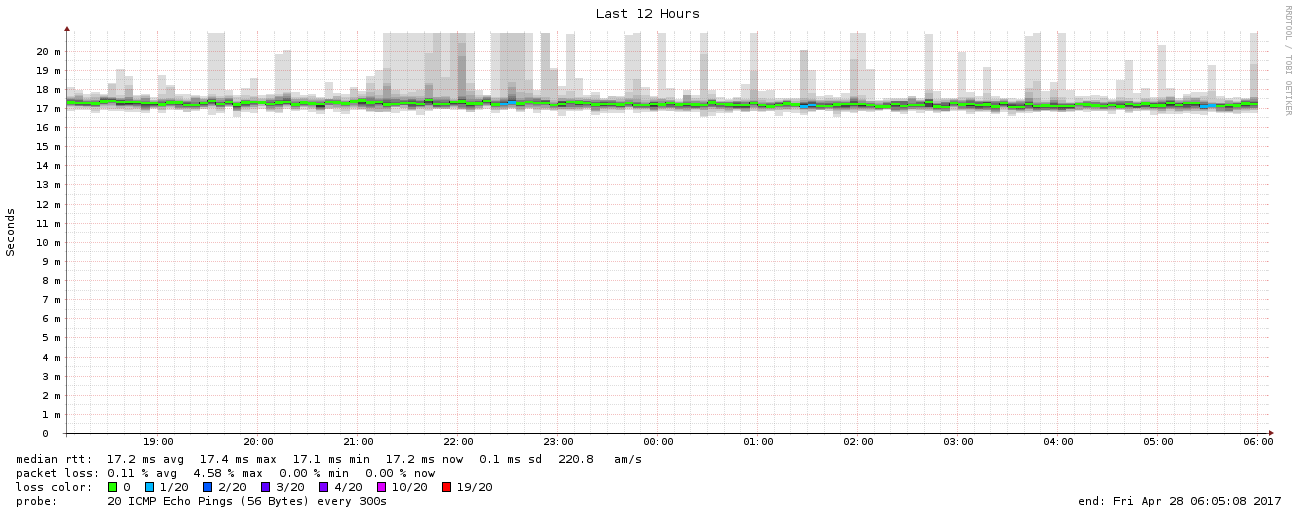 Last 12 Hours
RRDTOOL / TOBI OETIKER
Seconds
20 m
19 m
18 m
17 m
16 m
15 m
14 m
13 m
12 m
11 m
10 m
9 m
8 m
7 m
6 m
5 m
4 m
3 m
2 m
1 m
0
19:00 20:00 21:00 22:00 23:00 00:00 01:00 02:00 03:00 04:00 05:00 06:00
median rtt: 17.2 ms avg 17.4 ms max 17.1 ms min 17.2 ms now 0.1 ms sd 220.8 am/s
packet loss: 0.11 % avg 4.58 % max 0.00 % min 0.00 % now
loss color: 0 1/20 2/20 3/20 4/20 10/20 19/20
probe: 20 ICMP Echo Pings (56 Bytes) every 300s end: Fri Apr 28 06:05:08 2017